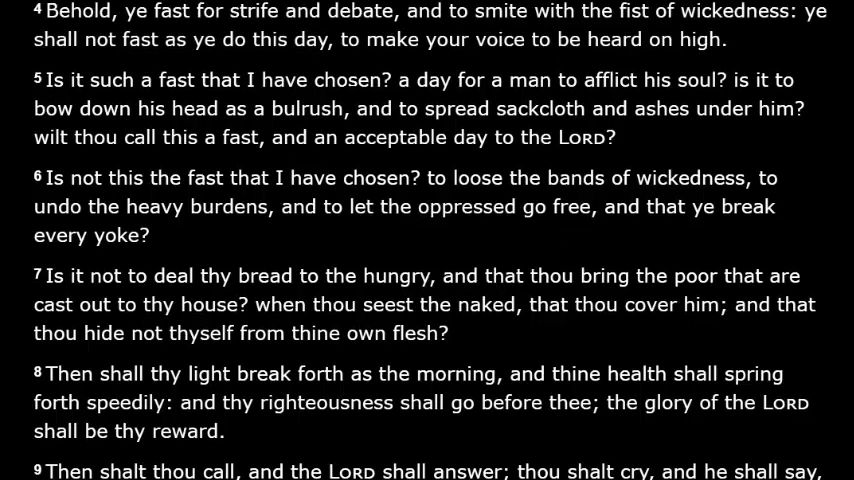 4 Behold, ye fast for strife and debate, and to smite with the fist of wickedness: ye
shall not fast as ye do this day, to make your voice to be heard on high.
5 Is it such a fast that I have chosen? a day for a man to afflict his soul? is it to
bow down his head as a bulrush, and to spread sackcloth and ashes under him?
wilt thou call this a fast, and an acceptable day to the LORD?
6 Is not this the fast that I have chosen? to loose the bands of wickedness, to
undo the heavy burdens, and to let the oppressed go free, and that ye break
every yoke?
7 Is it not to deal thy bread to the hungry, and that thou bring the poor that are
cast out to thy house? when thou seest the naked, that thou cover him; and that
thou hide not thyself from thine own flesh?
8 Then shall thy light break forth as the morning, and thine health shall spring
forth speedily: and thy righteousness shall go before thee; the glory of the LORD
shall be thy reward.
9 Then shalt thou call, and the LORD shall answer; thou shalt cry, and he shall say,